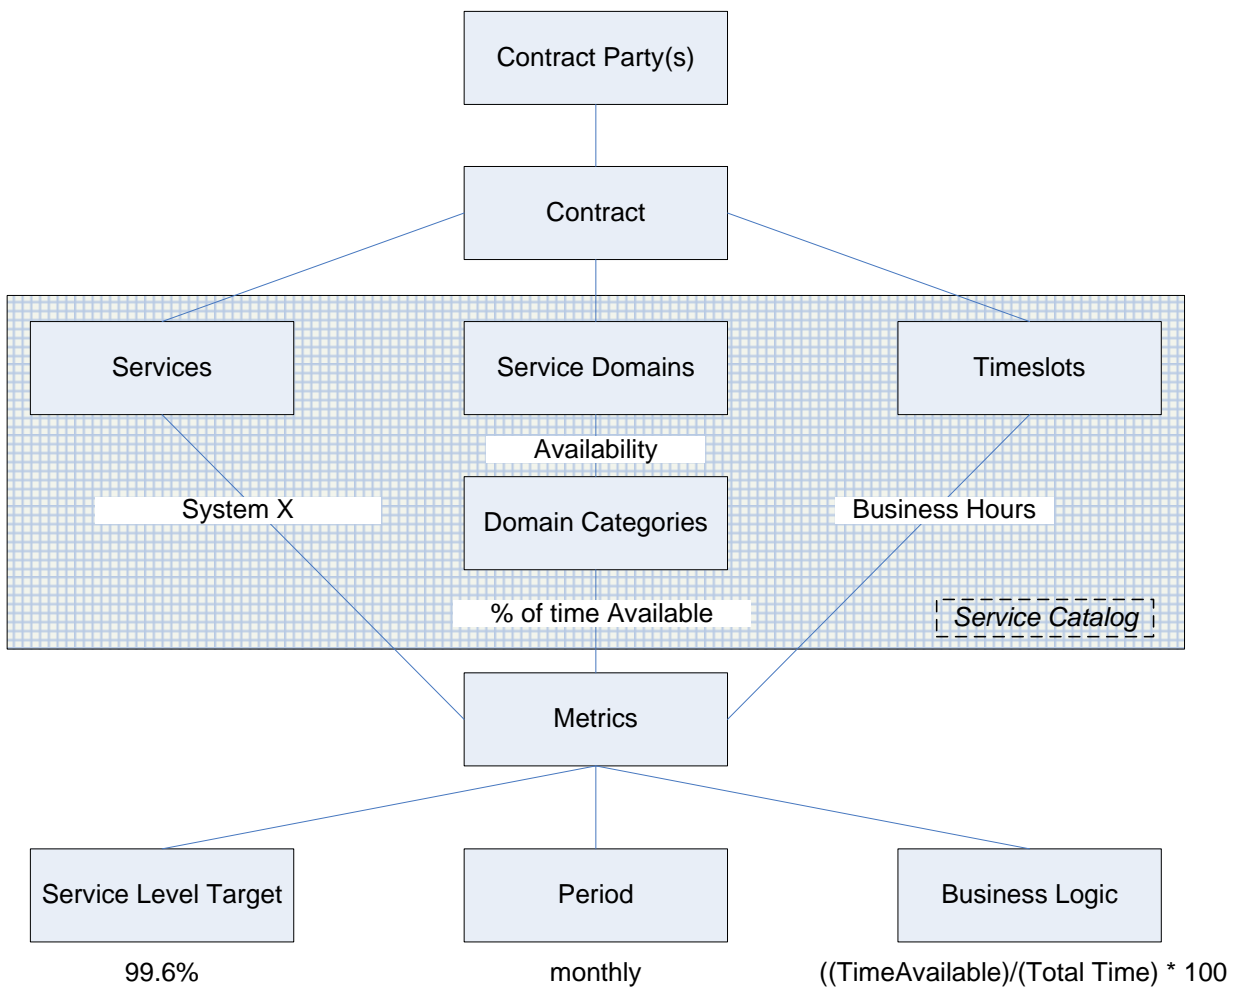 Contract Party(s)
Contract
Services
Service Domains
Timeslots
Availability
System X
Domain Categories
Business Hours
% of time Available
Service Catalog
Metrics
Service Level Target
Period
Business Logic
99.6%
monthly
((TimeAvailable)/(Total Time) * 100